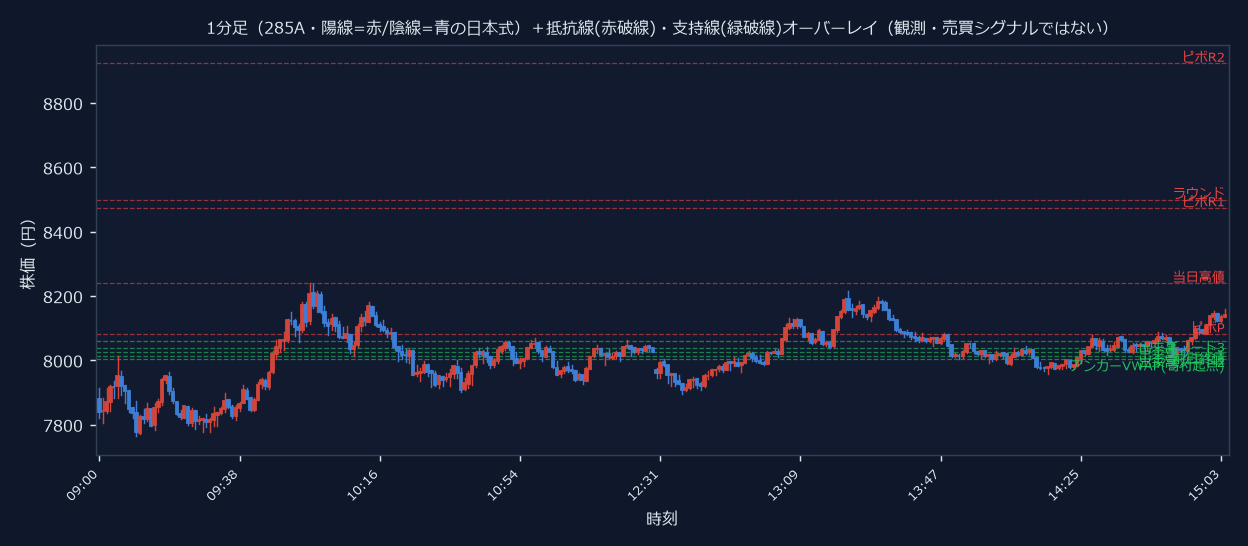 1分足（285A・陽線=赤/陰線=青の日本式）＋抵抗線(赤破線)・支持線(緑破線)オーバーレイ（観測・売買シグナルではない）
ピボR2
8800
8600
ラウンド
ピボR1
8400
株価（円）
当日高値
8200
8000
7800
09:00
09:38
10:16
10:54
12:31
13:09
13:47
14:25
15:03
時刻